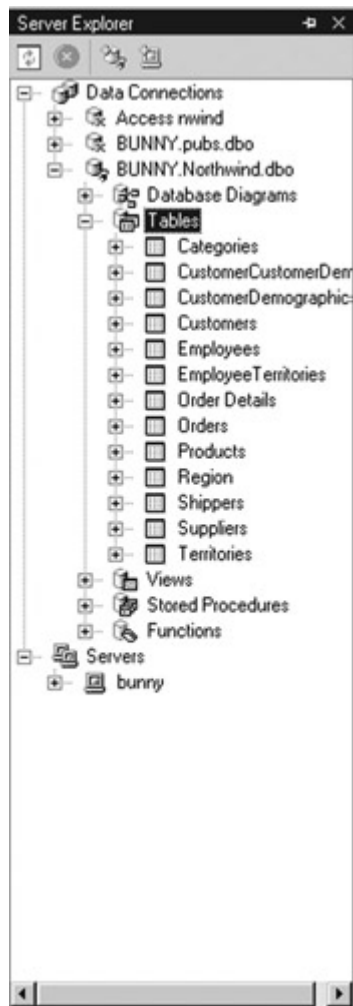 Server Explorer
Data Connections
Access nwind
BUNNY.pubs.dbo
BUNNY.Northwind.dbo
Database Diagrams
Tables
Categories
CustomerCustomerDem
CustomerDemographic
Customers
Employees
EmployeeTerritories
Order Details
Orders
Products
Region
Shippers
Suppliers
Territories
Views
Stored Procedures
Functions
Servers
bunny